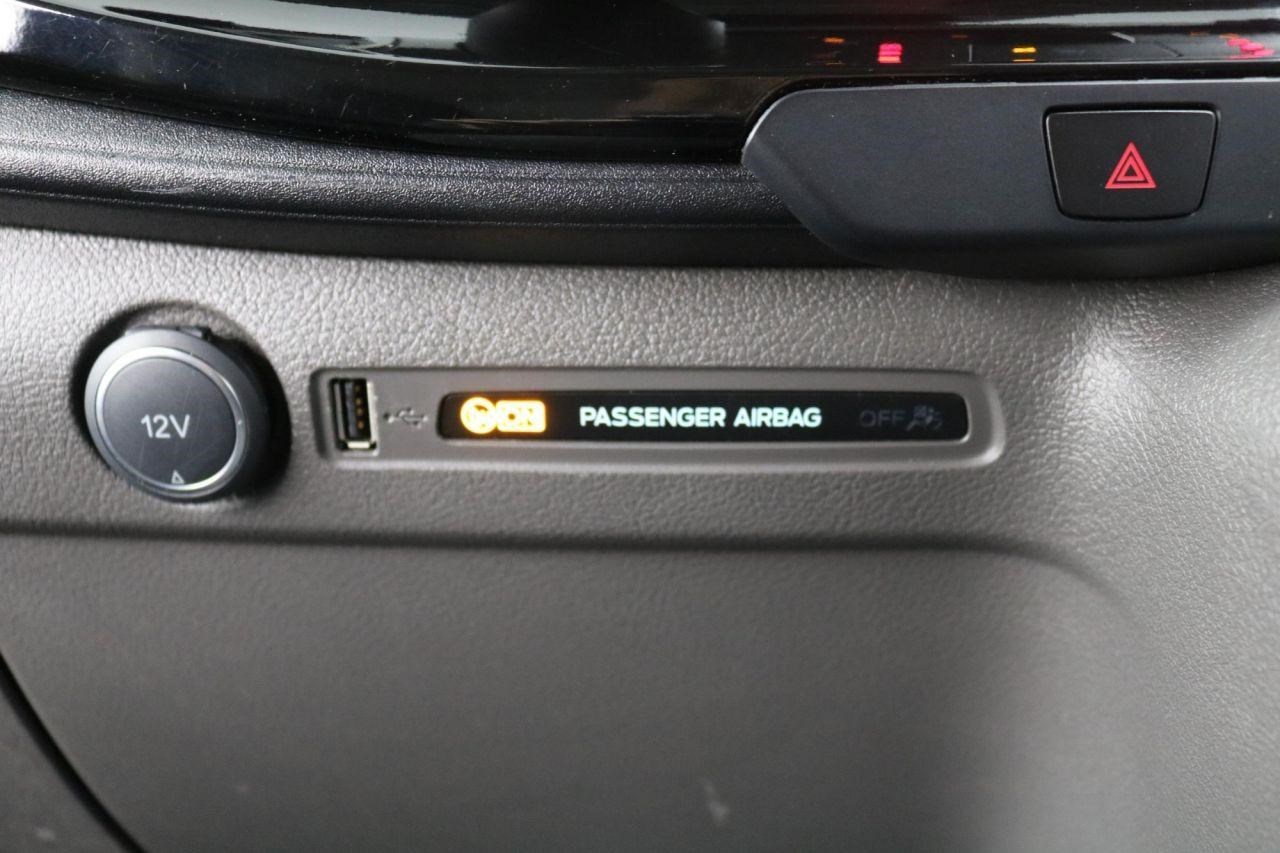 12V
ON PASSENGER AIRBAG OFF